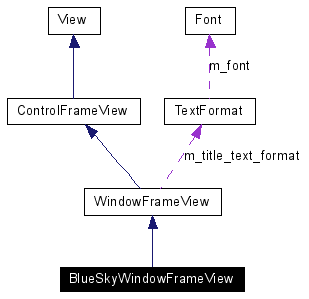 View
Font
m_font
ControlFrameView
TextFormat
m_title_text_format
WindowFrameView
BlueSkyWindowFrameView